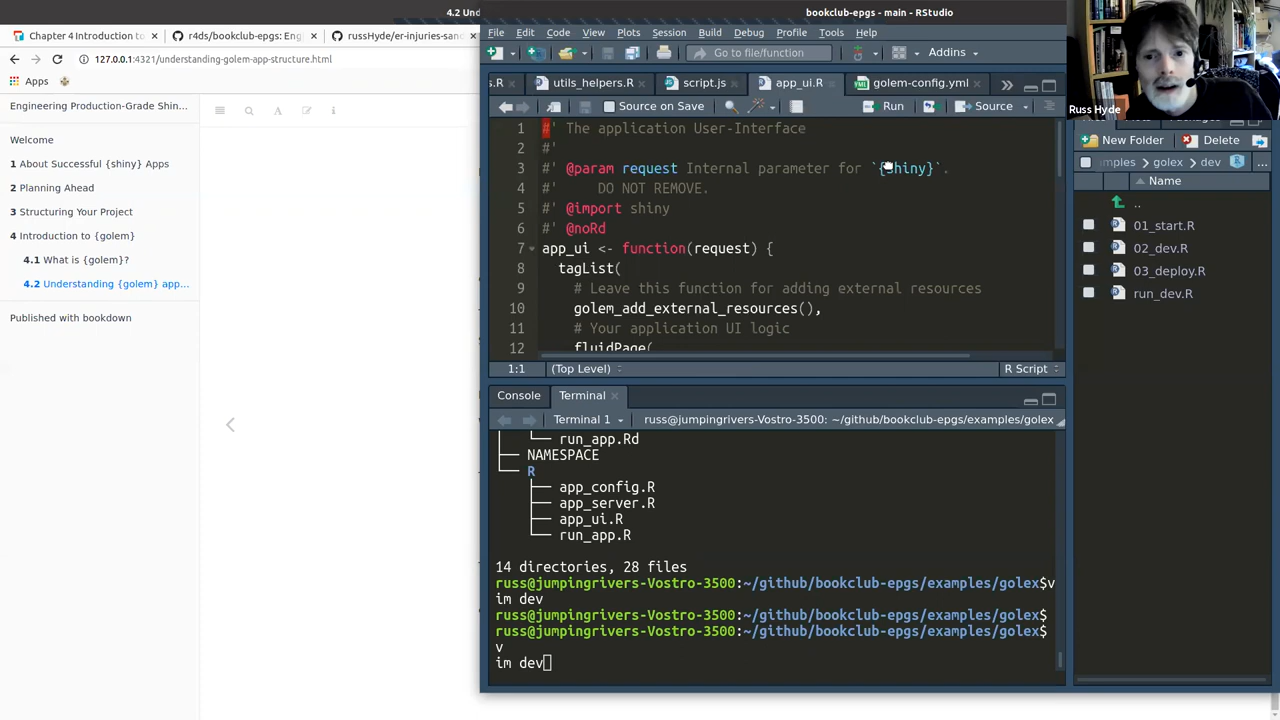 4.2 Und
bookclub-epgs - main - RStudio
Chapter 4 Introduction to
r4ds/bookclub-epgs: Eng
russHyde/er-injuries-sand
127.0.0.1:4321/understanding-golem-app-structure.html
Apps
File Edit Code View Plots Session Build Debug Profile Tools Help
Go to file/function
Addins
s.R
utils_helpers.R
script.js
app_ui.R
golem-config.yml
Source on Save
Run
Source
Engineering Production-Grade Shin...
Welcome
1 About Successful {shiny} Apps
2 Planning Ahead
3 Structuring Your Project
4 Introduction to {golem}
4.1 What is {golem}?
4.2 Understanding {golem} app...
Published with bookdown
1 #' The application User-Interface
2 #'
3 #' @param request Internal parameter for `{shiny}`.
4 #' DO NOT REMOVE.
5 #' @import shiny
6 #' @noRd
7 app_ui <- function(request) {
8 tagList(
9 # Leave this function for adding external resources
10 golem_add_external_resources(),
11 # Your application UI logic
12 fluidPage(
1:1
(Top Level)
R Script
Console
Terminal
Terminal 1
russ@jumpingrivers-Vostro-3500: ~/github/bookclub-epgs/examples/golex
└── run_app.Rd
├── NAMESPACE
└── R
├── app_config.R
├── app_server.R
├── app_ui.R
└── run_app.R
14 directories, 28 files
russ@jumpingrivers-Vostro-3500:~/github/bookclub-epgs/examples/golex$v
im dev
russ@jumpingrivers-Vostro-3500:~/github/bookclub-epgs/examples/golex$
russ@jumpingrivers-Vostro-3500:~/github/bookclub-epgs/examples/golex$
v
im dev
Russ Hyde
New Folder
Delete
amples
golex
dev
...
Name
..
01_start.R
02_dev.R
03_deploy.R
run_dev.R